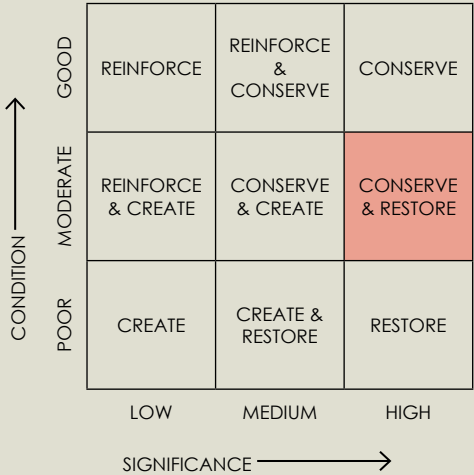 GOOD
REINFORCE
REINFORCE
&
CONSERVE
CONSERVE
MODERATE
REINFORCE
& CREATE
CONSERVE
& CREATE
CONSERVE
& RESTORE
POOR
CREATE
CREATE &
RESTORE
RESTORE
CONDITION
LOW
MEDIUM
HIGH
SIGNIFICANCE